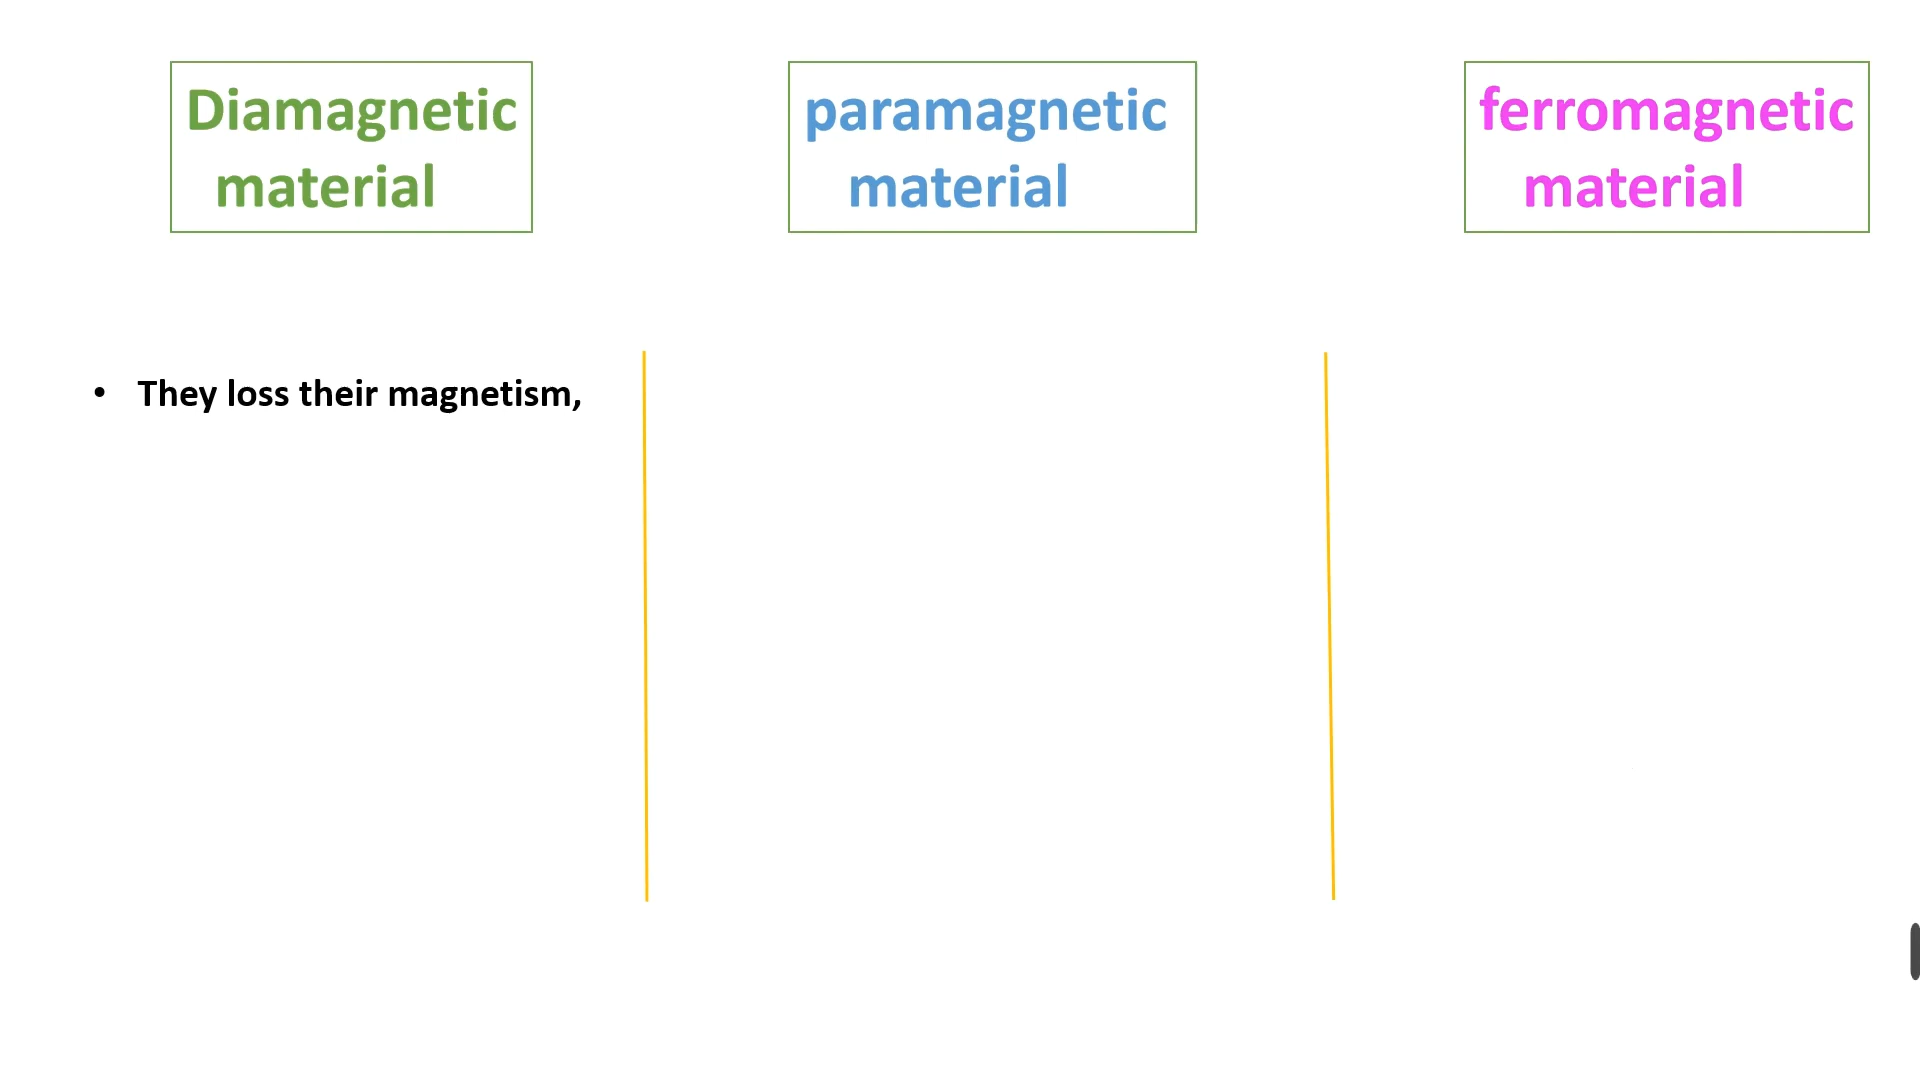 Diamagnetic
material
paramagnetic
material
ferromagnetic
material
• They loss their magnetism,